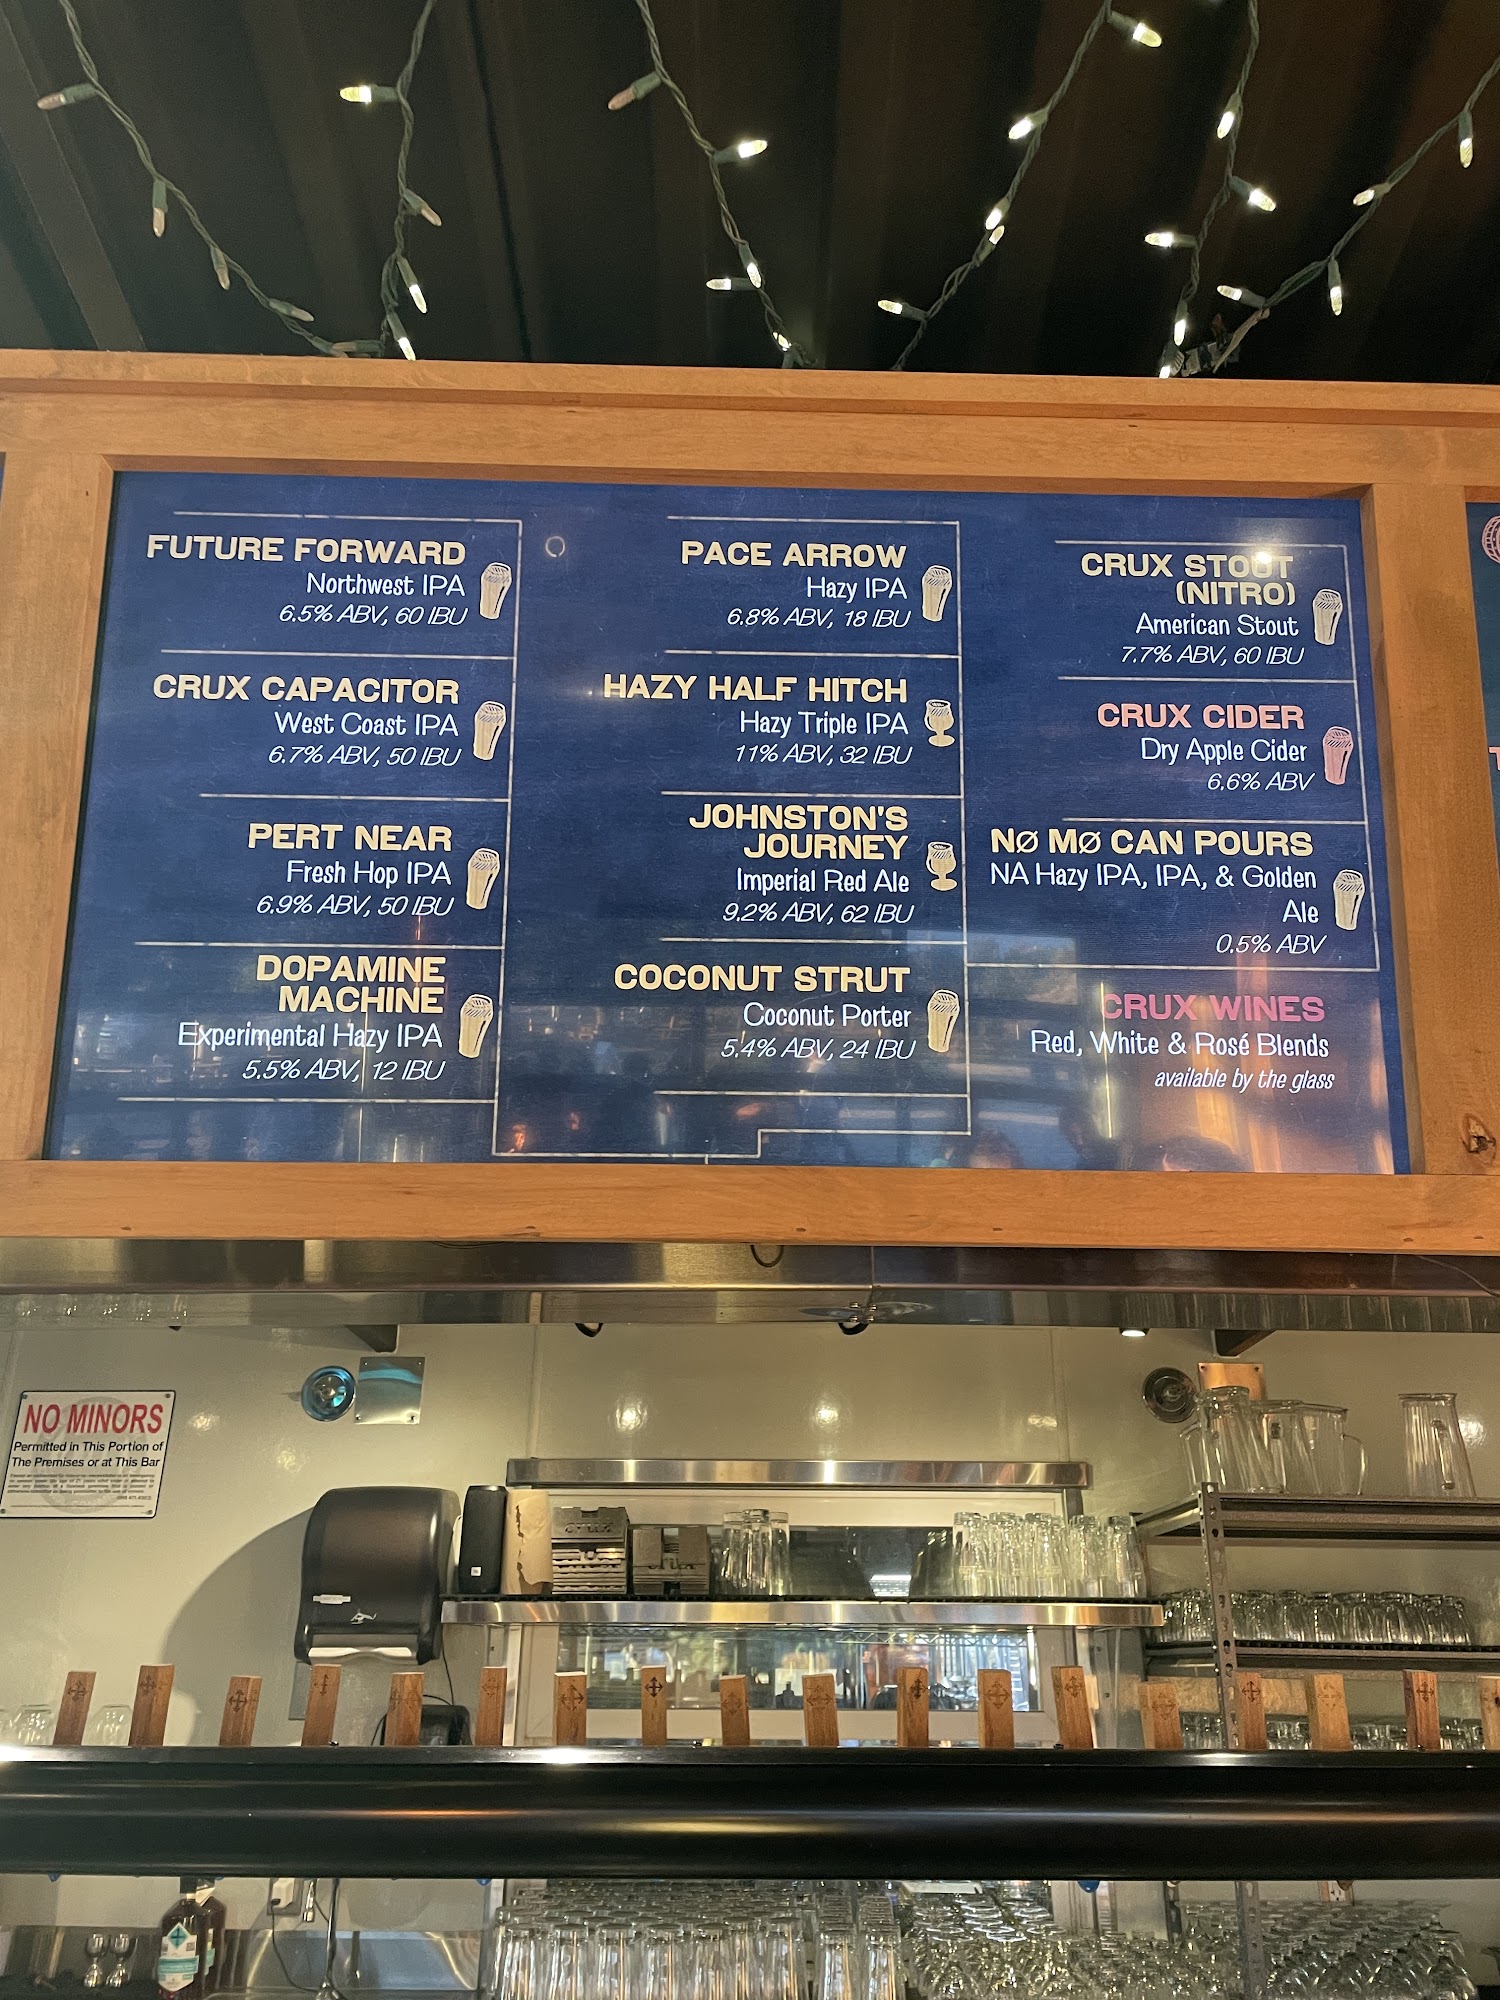 FUTURE FORWARD
Northwest IPA
6.5% ABV, 60 IBU
CRUX CAPACITOR
West Coast IPA
6.7% ABV, 50 IBU
PERT NEAR
Fresh Hop IPA
6.9% ABV, 50 IBU
DOPAMINE
MACHINE
Experimental Hazy IPA
5.5% ABV, 12 IBU
PACE ARROW
Hazy IPA
6.8% ABV, 18 IBU
HAZY HALF HITCH
Hazy Triple IPA
11% ABV, 32 IBU
JOHNSTON'S
JOURNEY
Imperial Red Ale
9.2% ABV, 62 IBU
COCONUT STRUT
Coconut Porter
5.4% ABV, 24 IBU
CRUX STOUT
(NITRO)
American Stout
7.7% ABV, 60 IBU
CRUX CIDER
Dry Apple Cider
6.6% ABV
NØ MØ CAN POURS
NA Hazy IPA, IPA, & Golden
Ale
0.5% ABV
CRUX WINES
Red, White & Rosé Blends
available by the glass
NO MINORS
Permitted in This Portion of
The Premises or at This Bar